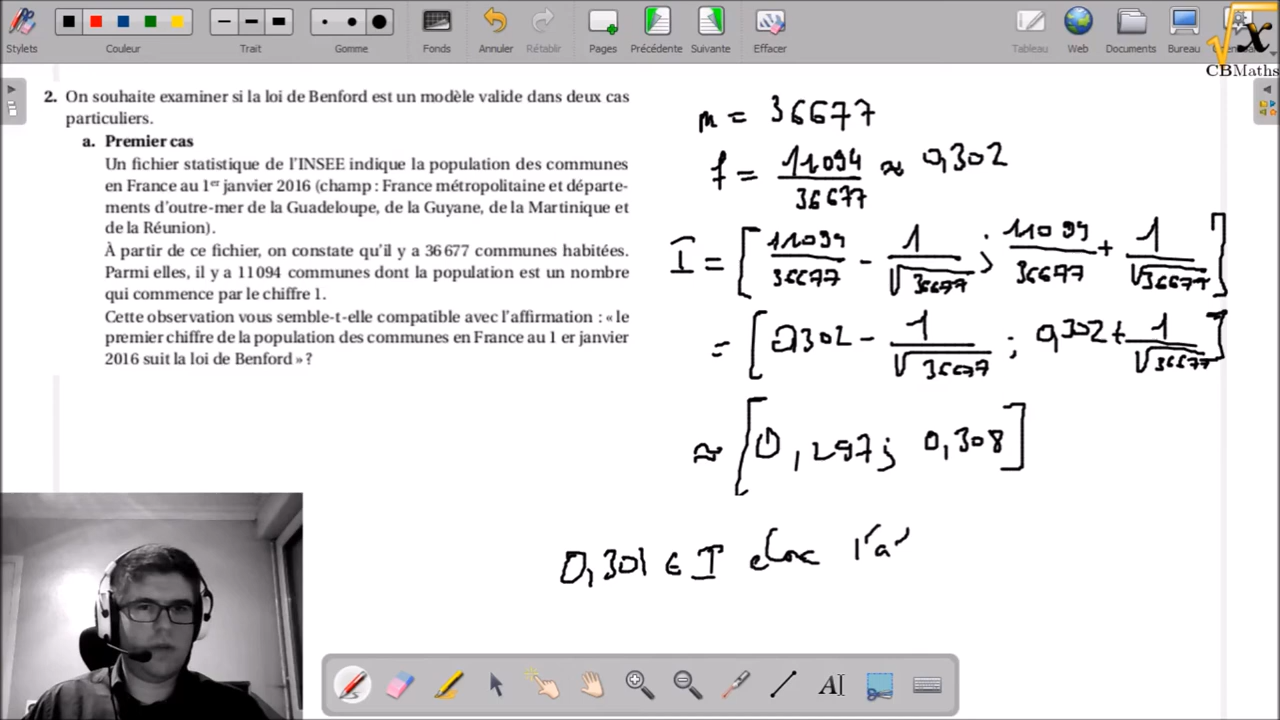 Stylets Couleur Trait Gomme Fonds Annuler Rétablir Pages Précédente Suivante Effacer Tableau Web Documents Bureau
CBMaths
2. On souhaite examiner si la loi de Benford est un modèle valide dans deux cas
particuliers.
a. Premier cas
Un fichier statistique de l'INSEE indique la population des communes
en France au 1er janvier 2016 (champ : France métropolitaine et départe-
ments d'outre-mer de la Guadeloupe, de la Guyane, de la Martinique et
de la Réunion).
À partir de ce fichier, on constate qu'il y a 36 677 communes habitées.
Parmi elles, il y a 11 094 communes dont la population est un nombre
qui commence par le chiffre 1.
Cette observation vous semble-t-elle compatible avec l'affirmation : « le
premier chiffre de la population des communes en France au 1 er janvier
2016 suit la loi de Benford » ?
n = 36677
f = 11094/36677 ≈ 0,302
I = [11094/36677 - 1/√36677 ; 11094/36677 + 1/√36677]
= [0,302 - 1/√36677 ; 0,302 + 1/√36677]
≈ [0,297 ; 0,308]
0,301 ∈ I donc l'a
AI